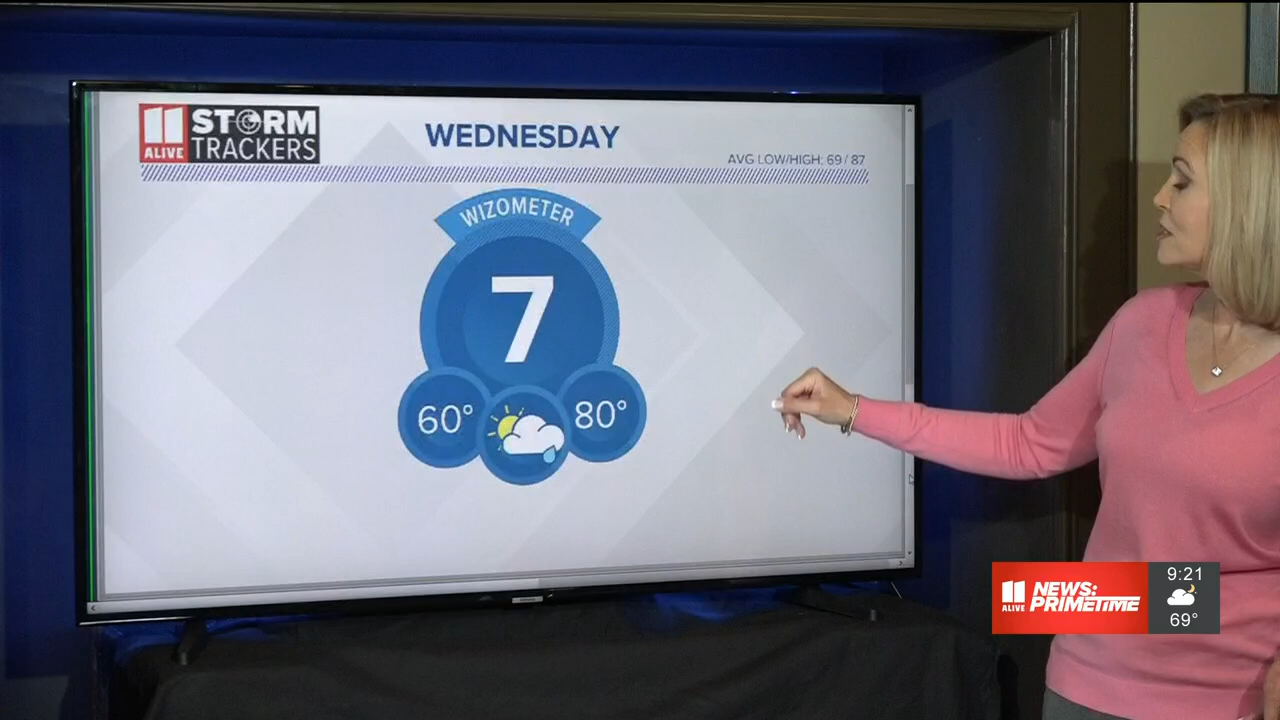 11
ALIVE
STORM
TRACKERS
WEDNESDAY
AVG LOW/HIGH: 69 / 87
WIZOMETER
7
60°
80°
11
ALIVE
NEWS:
PRIMETIME
9:21
69°